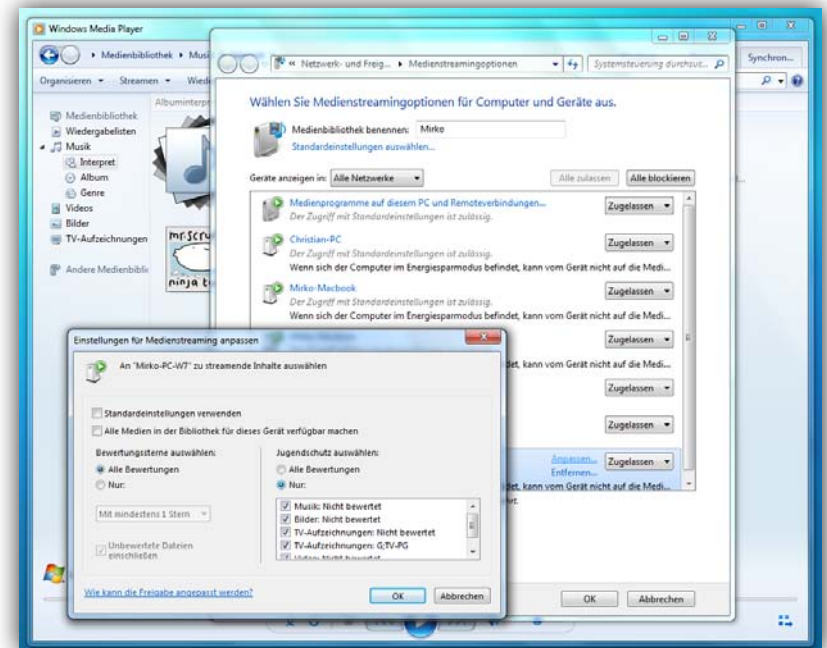 Windows Media Player
Medienbibliothek
Organisieren
Streamen
Synchron...
Albuminterpr
Medienbibliothek
Wiedergabelisten
Musik
Interpret
Album
Genre
Videos
Bilder
TV-Aufzeichnungen
Andere Medienbiblio
mr.scru
ninja t
« Netzwerk- und Freig... ▸ Medienstreamingoptionen
Systemsteuerung durchsuc...
Wählen Sie Medienstreamingoptionen für Computer und Geräte aus.
Medienbibliothek benennen: Mirko
Standardeinstellungen auswählen...
Geräte anzeigen in: Alle Netzwerke
Alle zulassen
Alle blockieren
Medienprogramme auf diesem PC und Remoteverbindungen...
Zugelassen
Der Zugriff mit Standardeinstellungen ist zulässig.
Christian-PC
Zugelassen
Der Zugriff mit Standardeinstellungen ist zulässig.
Wenn sich der Computer im Energiesparmodus befindet, kann vom Gerät nicht auf die Medi...
Mirko-Macbook
Zugelassen
Der Zugriff mit Standardeinstellungen ist zulässig.
Wenn sich der Computer im Energiesparmodus befindet, kann vom Gerät nicht auf die Medi...
Zugelassen
det, kann vom Gerät nicht auf die Medi...
Zugelassen
Zugelassen
Anpassen...
Zugelassen
Entfernen...
det, kann vom Gerät nicht auf die Medi...
OK
Abbrechen
Einstellungen für Medienstreaming anpassen
An "Mirko-PC-W7" zu streamende Inhalte auswählen
Standardeinstellungen verwenden
Alle Medien in der Bibliothek für dieses Gerät verfügbar machen
Bewertungssterne auswählen:
Alle Bewertungen
Nur:
Mit mindestens 1 Stern
Unbewertete Dateien
einschließen
Jugendschutz auswählen:
Alle Bewertungen
Nur:
Musik: Nicht bewertet
Bilder: Nicht bewertet
TV-Aufzeichnungen: Nicht bewertet
TV-Aufzeichnungen: G;TV-PG
Wie kann die Freigabe angepasst werden?
OK
Abbrechen